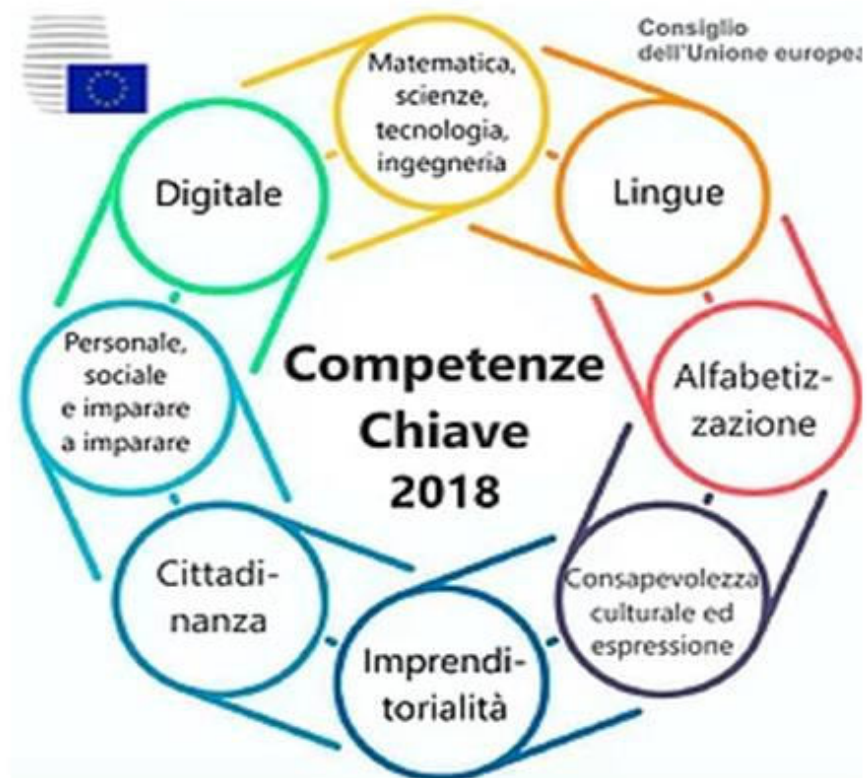 Consiglio
dell'Unione europea
Matematica,
scienze,
tecnologia,
ingegneria
Lingue
Alfabetiz-
zazione
Consapevolezza
culturale ed
espressione
Imprendi-
torialità
Cittadi-
nanza
Personale,
sociale
e imparare
a imparare
Digitale
Competenze
Chiave
2018